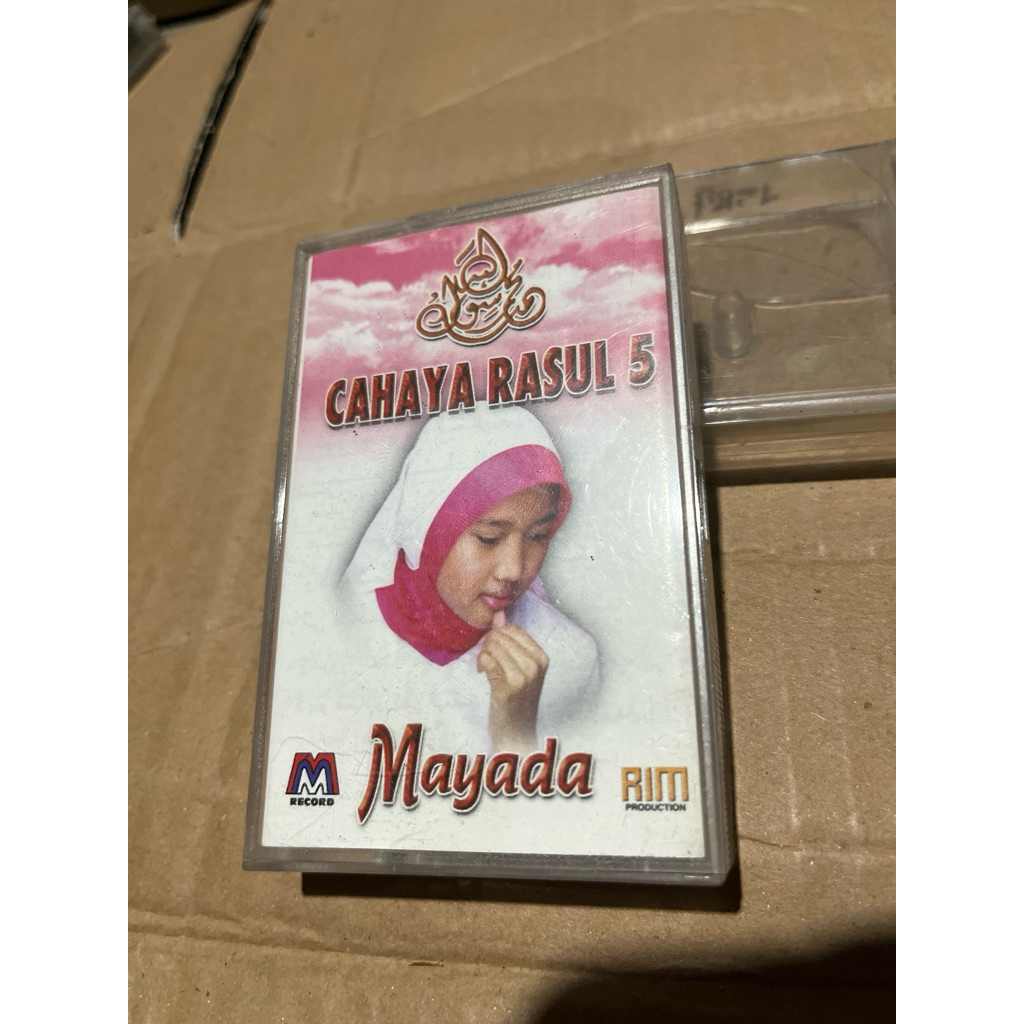 CAHAYA RASUL 5
Mayada
M
RECORD
RIM
PRODUCTION